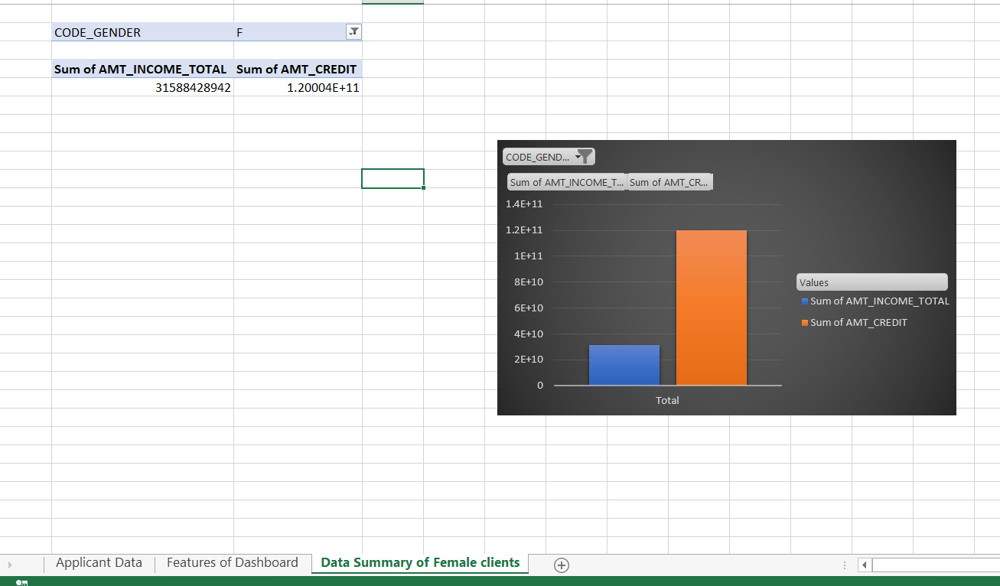 CODE_GENDER F
Sum of AMT_INCOME_TOTAL Sum of AMT_CREDIT
31588428942 1.20004E+11
CODE_GEND...
Sum of AMT_INCOME_T... Sum of AMT_CR...
1.4E+11
1.2E+11
1E+11
8E+10
6E+10
4E+10
2E+10
0
Total
Values
Sum of AMT_INCOME_TOTAL
Sum of AMT_CREDIT
Applicant Data Features of Dashboard Data Summary of Female clients